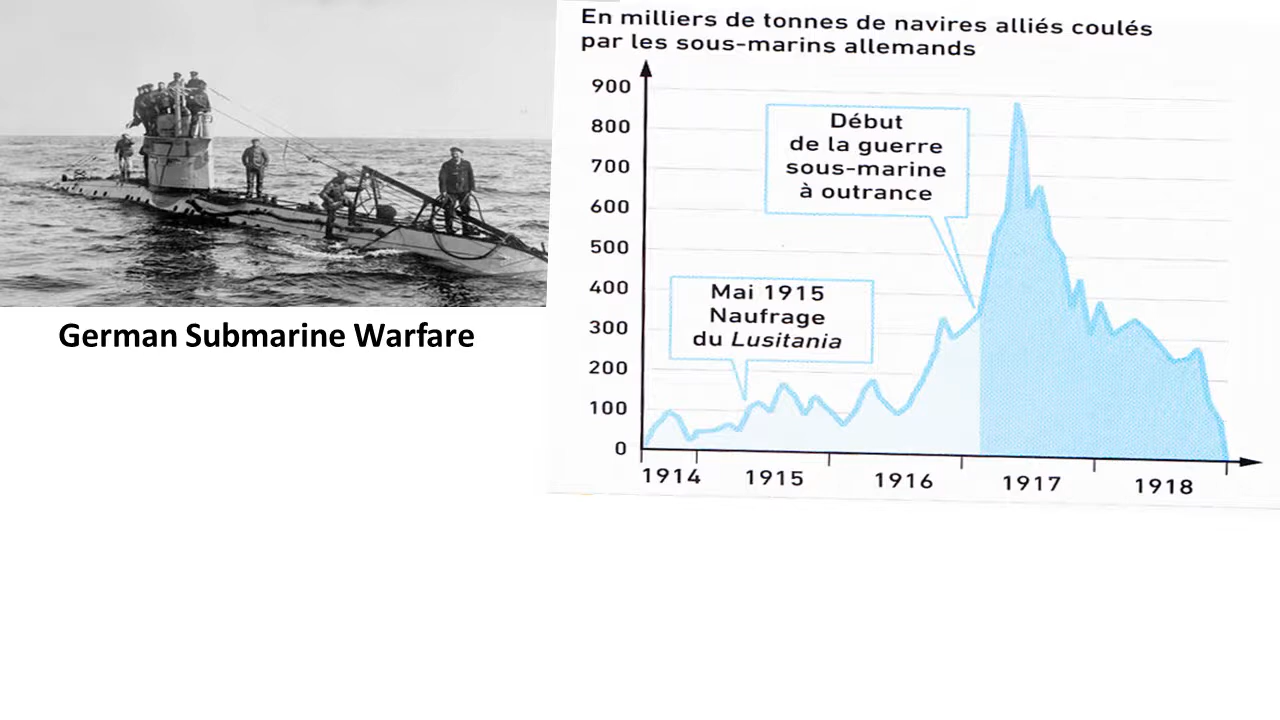 German Submarine Warfare
En milliers de tonnes de navires alliés coulés
par les sous-marins allemands
900
800
700
600
500
400
300
200
100
0
Début
de la guerre
sous-marine
à outrance
Mai 1915
Naufrage
du Lusitania
1914
1915
1916
1917
1918